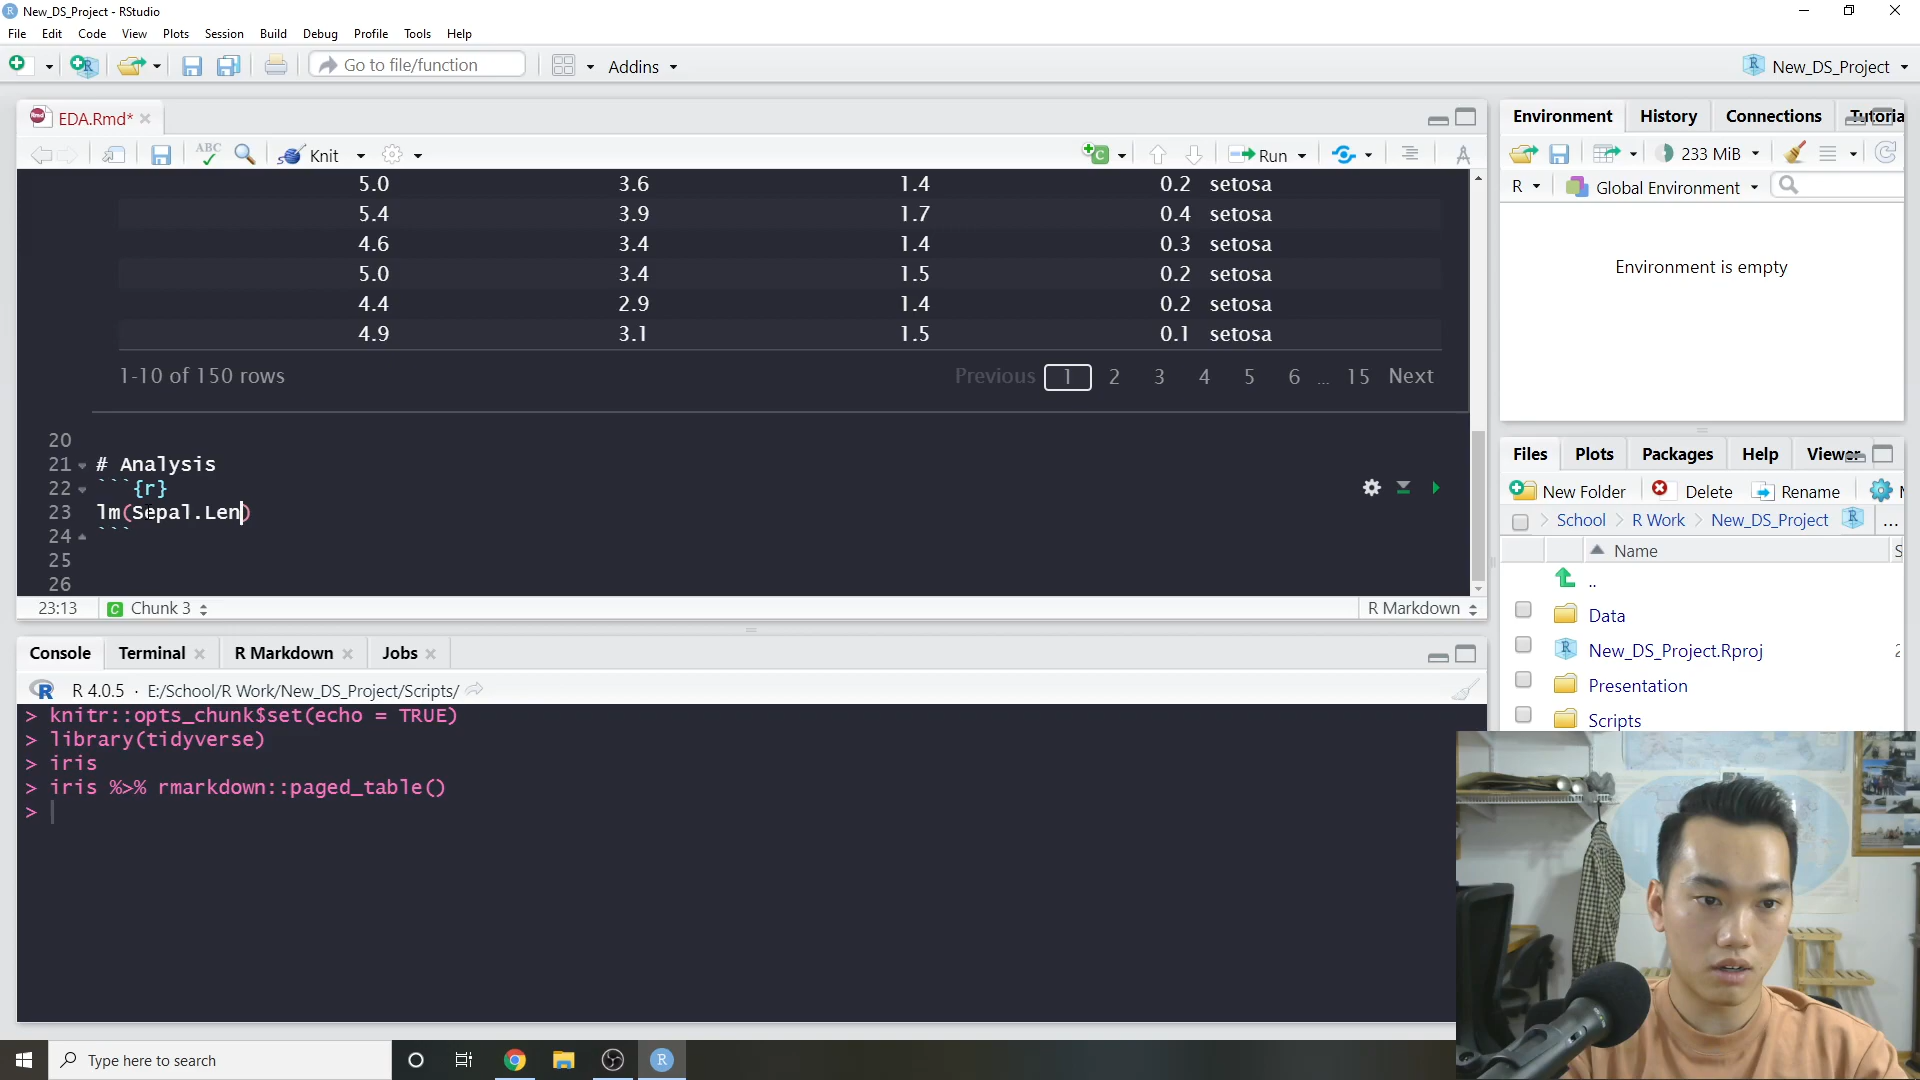 New_DS_Project - RStudio
File Edit Code View Plots Session Build Debug Profile Tools Help
Go to file/function
Addins
New_DS_Project
EDA.Rmd*
ABC
Knit
Run
5.0 3.6 1.4 0.2 setosa
5.4 3.9 1.7 0.4 setosa
4.6 3.4 1.4 0.3 setosa
5.0 3.4 1.5 0.2 setosa
4.4 2.9 1.4 0.2 setosa
4.9 3.1 1.5 0.1 setosa
1-10 of 150 rows
Previous 1 2 3 4 5 6 ... 15 Next
20
21 # Analysis
22 ```{r}
23 lm(Sepal.Len)
24 ```
25
26
23:13 Chunk 3 R Markdown
Console Terminal R Markdown Jobs
R 4.0.5 · E:/School/R Work/New_DS_Project/Scripts/
> knitr::opts_chunk$set(echo = TRUE)
> library(tidyverse)
> iris
> iris %>% rmarkdown::paged_table()
>
Environment History Connections Tutoria
233 MiB
R Global Environment
Environment is empty
Files Plots Packages Help Viewer
New Folder Delete Rename
School R Work New_DS_Project ...
Name
..
Data
New_DS_Project.Rproj
Presentation
Scripts
Type here to search